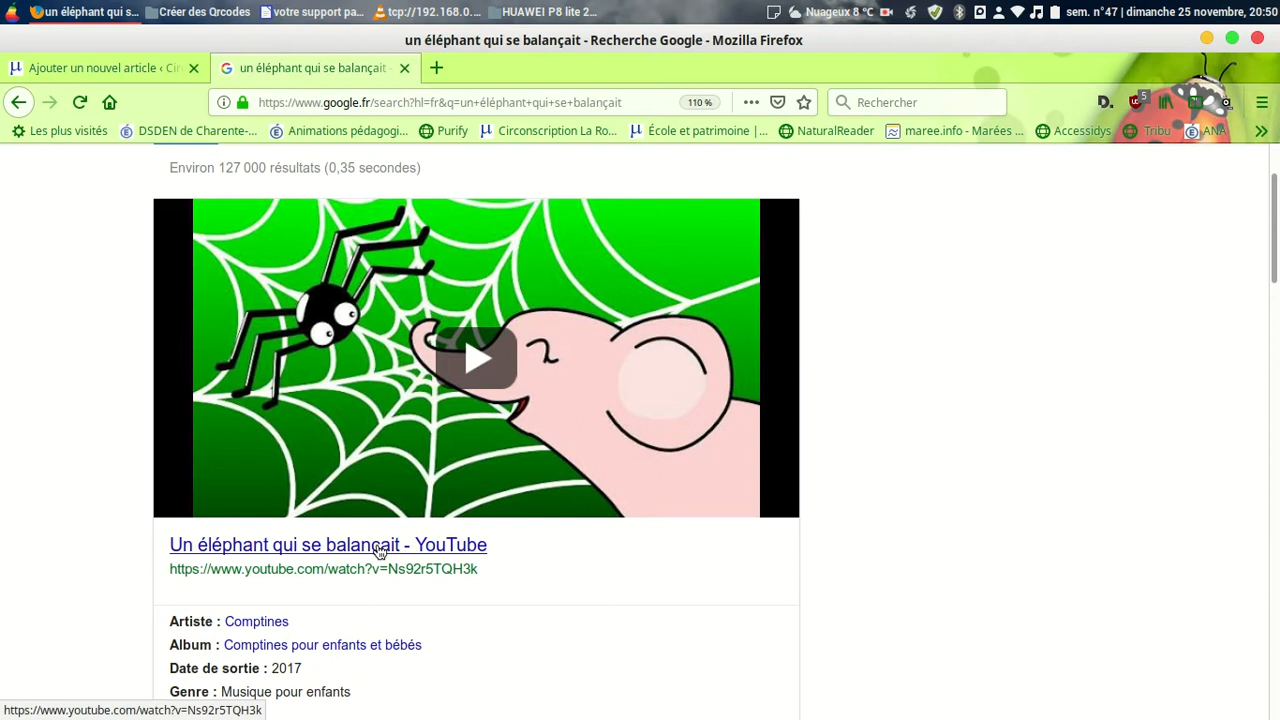 un éléphant qui s... Créer des Qrcodes votre support pa... tcp://192.168.0.... HUAWEI P8 lite 2... Nuageux 8 °C sem. n°47 | dimanche 25 novembre, 20:50
un éléphant qui se balançait - Recherche Google - Mozilla Firefox
Ajouter un nouvel article ‹ Cir un éléphant qui se balançait -
https://www.google.fr/search?hl=fr&q=un+éléphant+qui+se+balançait 110 % Rechercher D. 5
Les plus visités DSDEN de Charente-... Animations pédagogi... Purify Circonscription La Ro... École et patrimoine |... NaturalReader maree.info - Marées ... Accessidys Tribu ANA
Environ 127 000 résultats (0,35 secondes)
Un éléphant qui se balançait - YouTube
https://www.youtube.com/watch?v=Ns92r5TQH3k
Artiste : Comptines
Album : Comptines pour enfants et bébés
Date de sortie : 2017
Genre : Musique pour enfants
https://www.youtube.com/watch?v=Ns92r5TQH3k